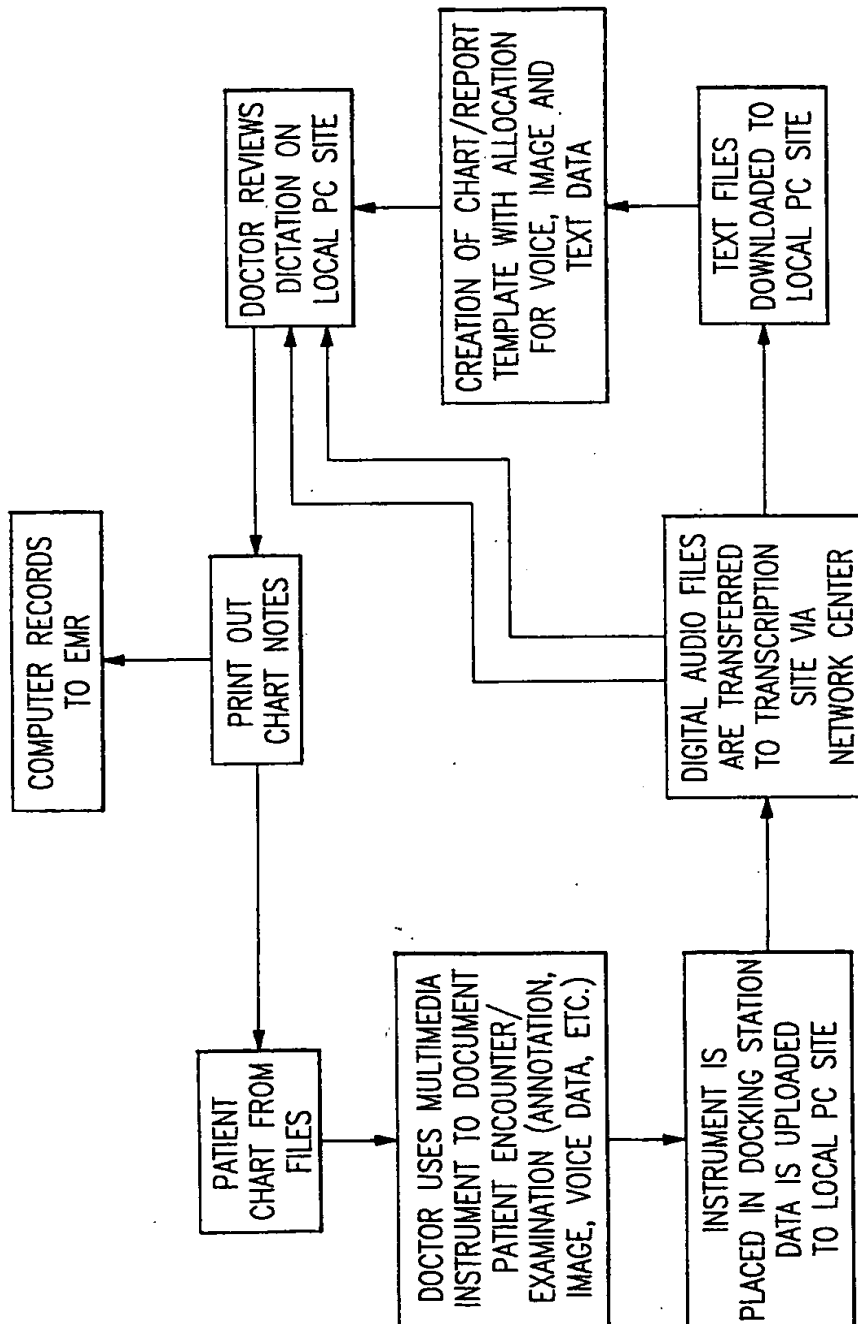 COMPUTER RECORDS
TO EMR
PATIENT
CHART FROM
FILES
PRINT OUT
CHART NOTES
DOCTOR REVIEWS
DICTATION ON
LOCAL PC SITE
DOCTOR USES MULTIMEDIA
INSTRUMENT TO DOCUMENT
PATIENT ENCOUNTER/
EXAMINATION (ANNOTATION,
IMAGE, VOICE DATA, ETC.)
CREATION OF CHART/REPORT
TEMPLATE WITH ALLOCATION
FOR VOICE, IMAGE AND
TEXT DATA
INSTRUMENT IS
PLACED IN DOCKING STATION
DATA IS UPLOADED
TO LOCAL PC SITE
DIGITAL AUDIO FILES
ARE TRANSFERRED
TO TRANSCRIPTION
SITE VIA
NETWORK CENTER
TEXT FILES
DOWNLOADED TO
LOCAL PC SITE